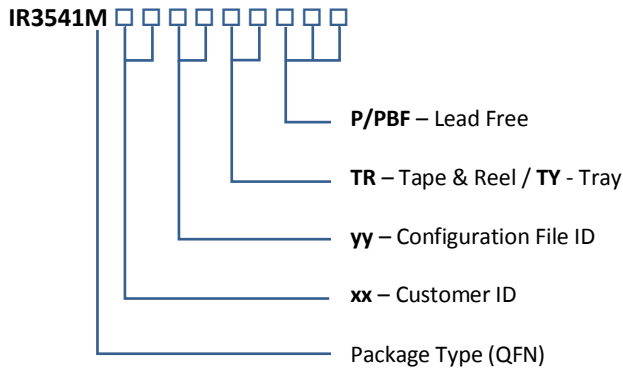 IR3541M
P/PBF – Lead Free
TR – Tape & Reel / TY - Tray
yy – Configuration File ID
xx – Customer ID
Package Type (QFN)